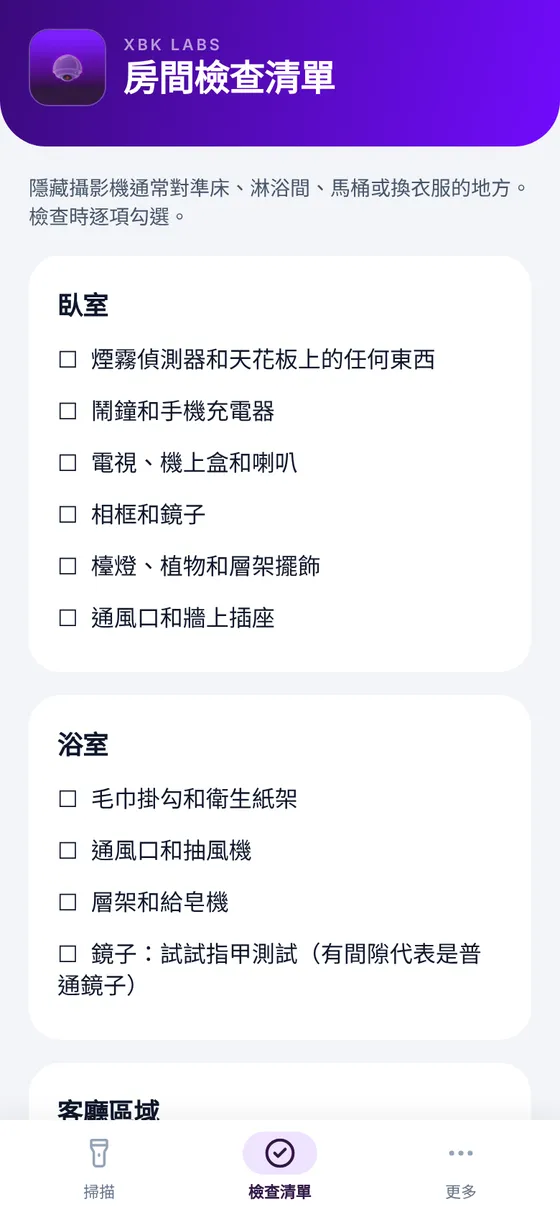 XBK LABS
房間檢查清單
隱藏攝影機通常對準床、淋浴間、馬桶或換衣服的地方。
檢查時逐項勾選。
臥室
☐ 煙霧偵測器和天花板上的任何東西
☐ 鬧鐘和手機充電器
☐ 電視、機上盒和喇叭
☐ 相框和鏡子
☐ 檯燈、植物和層架擺飾
☐ 通風口和牆上插座
浴室
☐ 毛巾掛勾和衛生紙架
☐ 通風口和抽風機
☐ 層架和給皂機
☐ 鏡子：試試指甲測試（有間隙代表是普
通鏡子）
客廳區域
掃描
檢查清單
更多